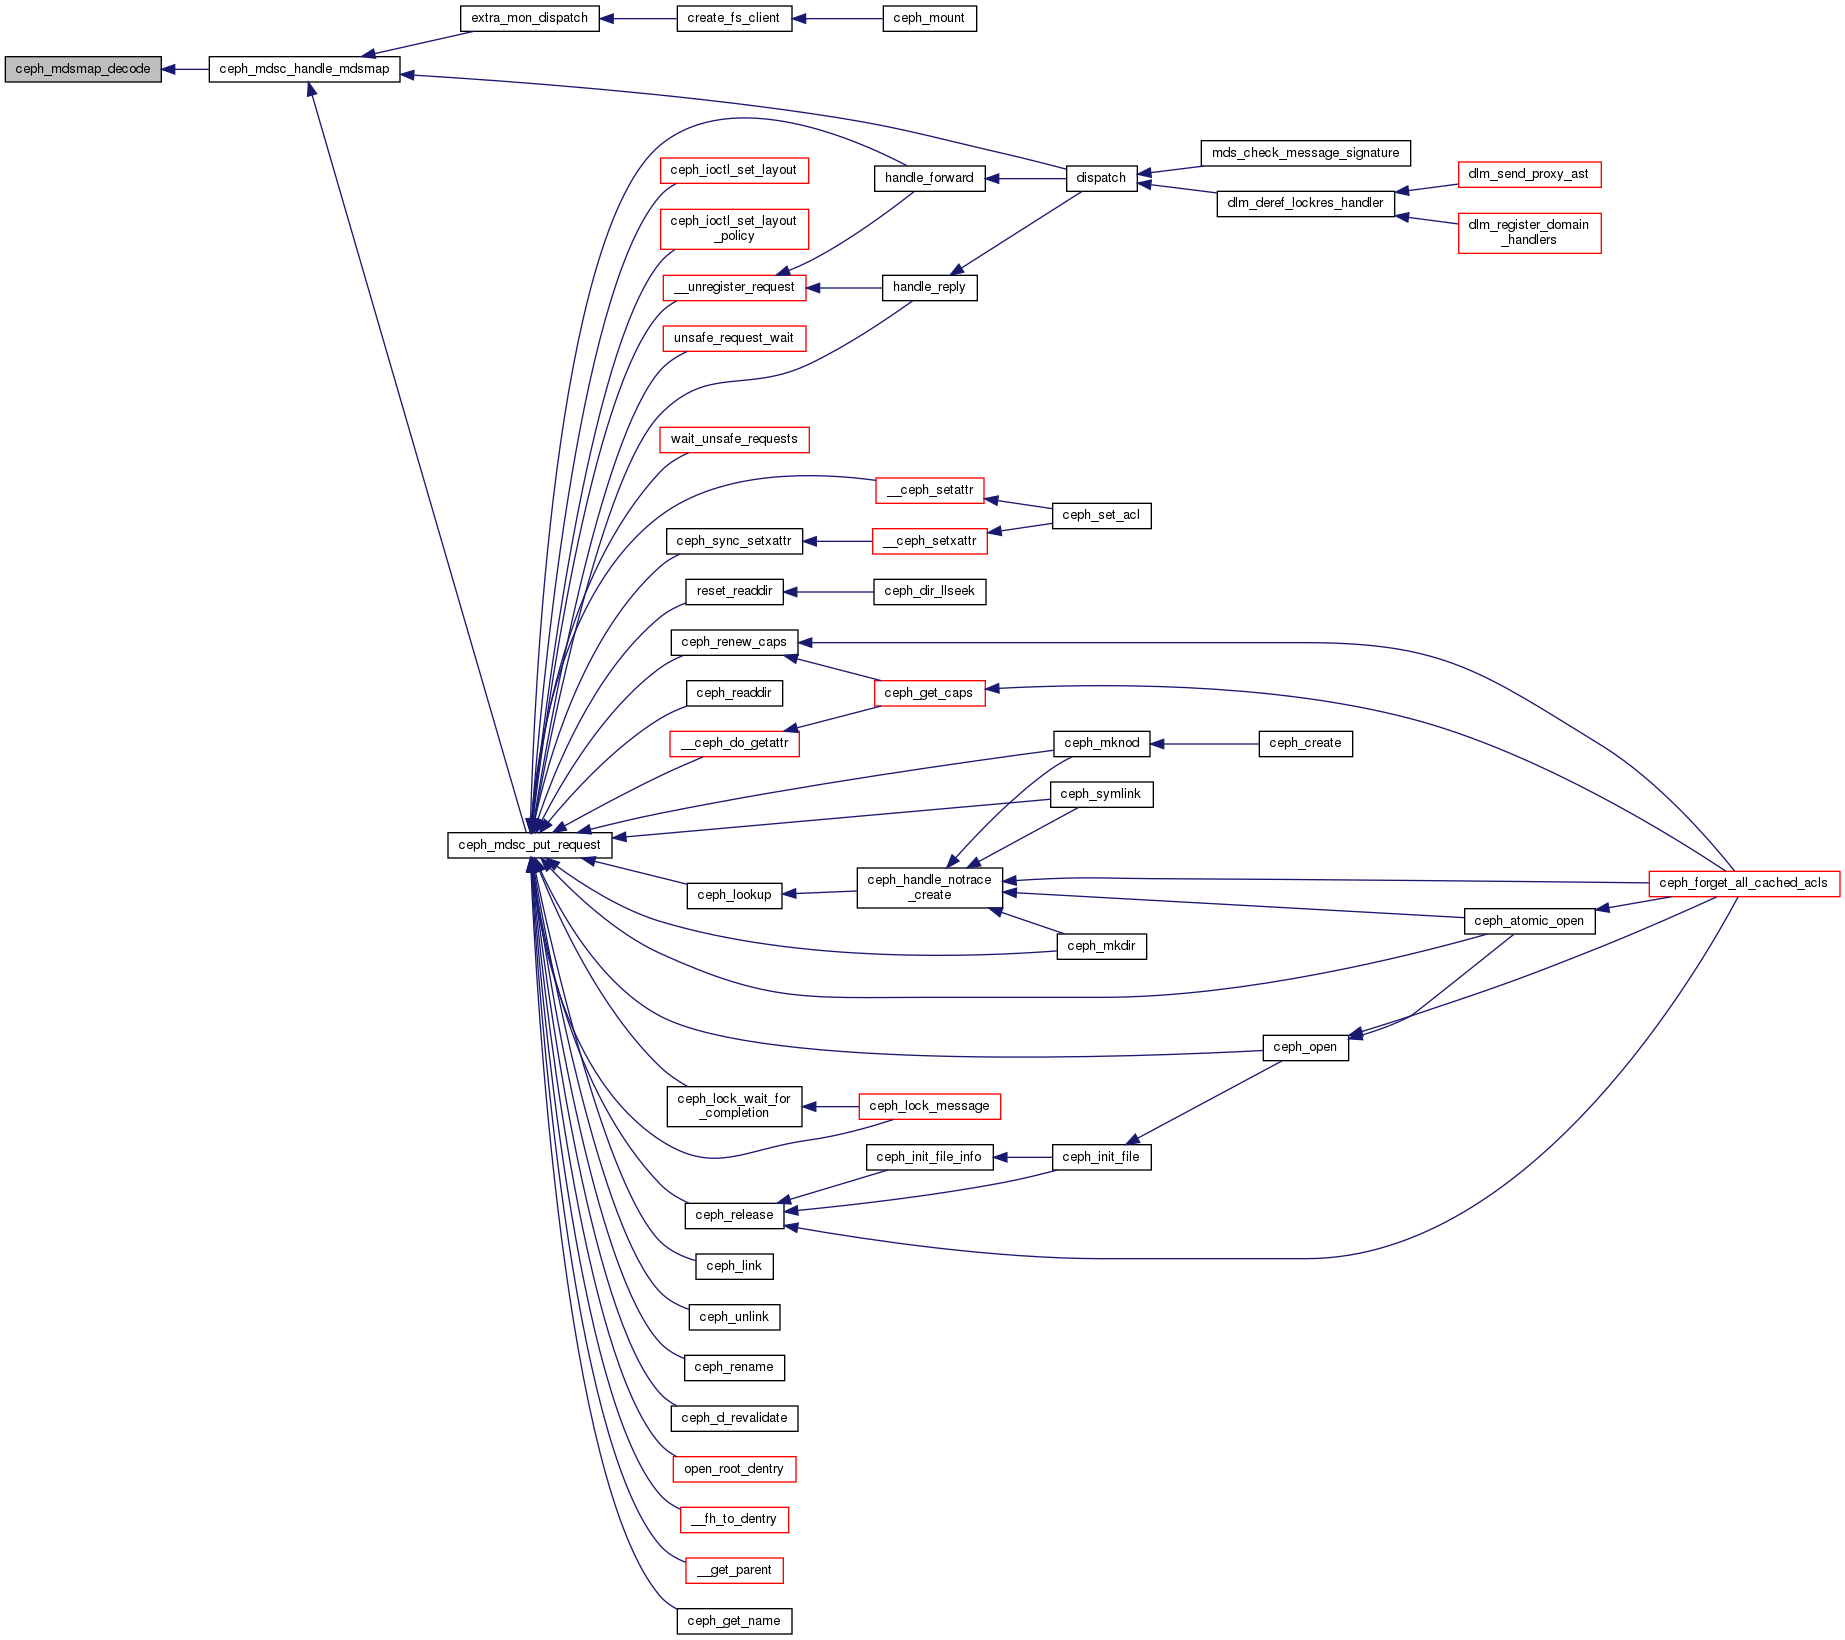 extra_mon_dispatch
create_fs_client
ceph_mount
ceph_mdsmap_decode
ceph_mdsc_handle_mdsmap
mds_check_message_signature
ceph_ioctl_set_layout
handle_forward
dispatch
dlm_send_proxy_ast
dlm_deref_lockres_handler
ceph_ioctl_set_layout
_policy
dlm_register_domain
_handlers
__unregister_request
handle_reply
unsafe_request_wait
wait_unsafe_requests
__ceph_setattr
ceph_set_acl
ceph_sync_setxattr
__ceph_setxattr
reset_readdir
ceph_dir_llseek
ceph_renew_caps
ceph_readdir
ceph_get_caps
__ceph_do_getattr
ceph_mknod
ceph_create
ceph_symlink
ceph_mdsc_put_request
ceph_lookup
ceph_handle_notrace
_create
ceph_forget_all_cached_acls
ceph_atomic_open
ceph_mkdir
ceph_open
ceph_lock_wait_for
_completion
ceph_lock_message
ceph_init_file_info
ceph_init_file
ceph_release
ceph_link
ceph_unlink
ceph_rename
ceph_d_revalidate
open_root_dentry
__fh_to_dentry
__get_parent
ceph_get_name